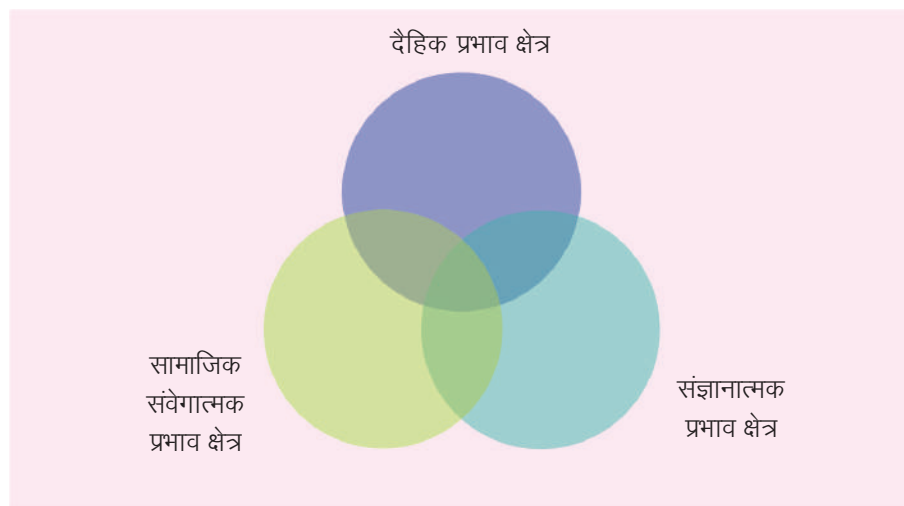 दैहिक प्रभाव क्षेत्र
सामाजिक
संवेगात्मक
प्रभाव क्षेत्र
संज्ञानात्मक
प्रभाव क्षेत्र